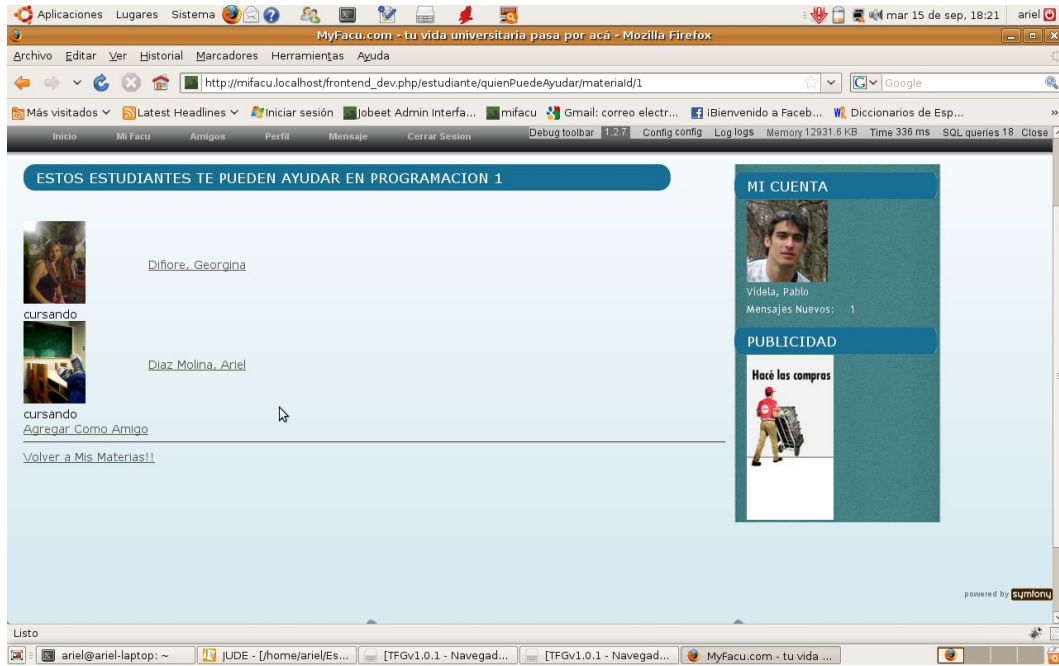 Aplicaciones Lugares Sistema mar 15 de sep, 18:21 ariel
MyFacu.com - tu vida universitaria pasa por acá - Mozilla Firefox
Archivo Editar Ver Historial Marcadores Herramientas Ayuda
http://mifacu.localhost/frontend_dev.php/estudiante/quienPuedeAyudar/materiaId/1 Google
Más visitados Latest Headlines Iniciar sesión Jobeet Admin Interfa... mifacu Gmail: correo electr... ¡Bienvenido a Faceb... Diccionarios de Esp... »
Inicio Mi Facu Amigos Perfil Mensaje Cerrar Sesion Debug toolbar 1.2.7 Config config Log logs Memory 12931.6 KB Time 336 ms SQL queries 18 Close
ESTOS ESTUDIANTES TE PUEDEN AYUDAR EN PROGRAMACION 1
Difiore, Georgina
cursando
Diaz Molina, Ariel
cursando
Agregar Como Amigo
Volver a Mis Materias!!
MI CUENTA
Videla, Pablo
Mensajes Nuevos: 1
PUBLICIDAD
Hacé las compras
powered by symfony
Listo
ariel@ariel-laptop: ~ JUDE - [/home/ariel/Es... [TFGv1.0.1 - Navegad... [TFGv1.0.1 - Navegad... MyFacu.com - tu vida ...